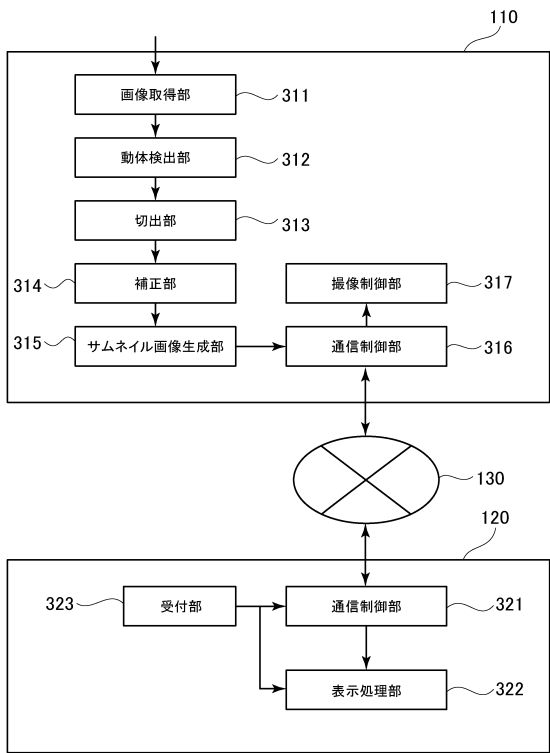 110
画像取得部
311
動体検出部
312
切出部
313
314
補正部
撮像制御部
317
315
サムネイル画像生成部
通信制御部
316
130
120
323
受付部
通信制御部
321
表示処理部
322